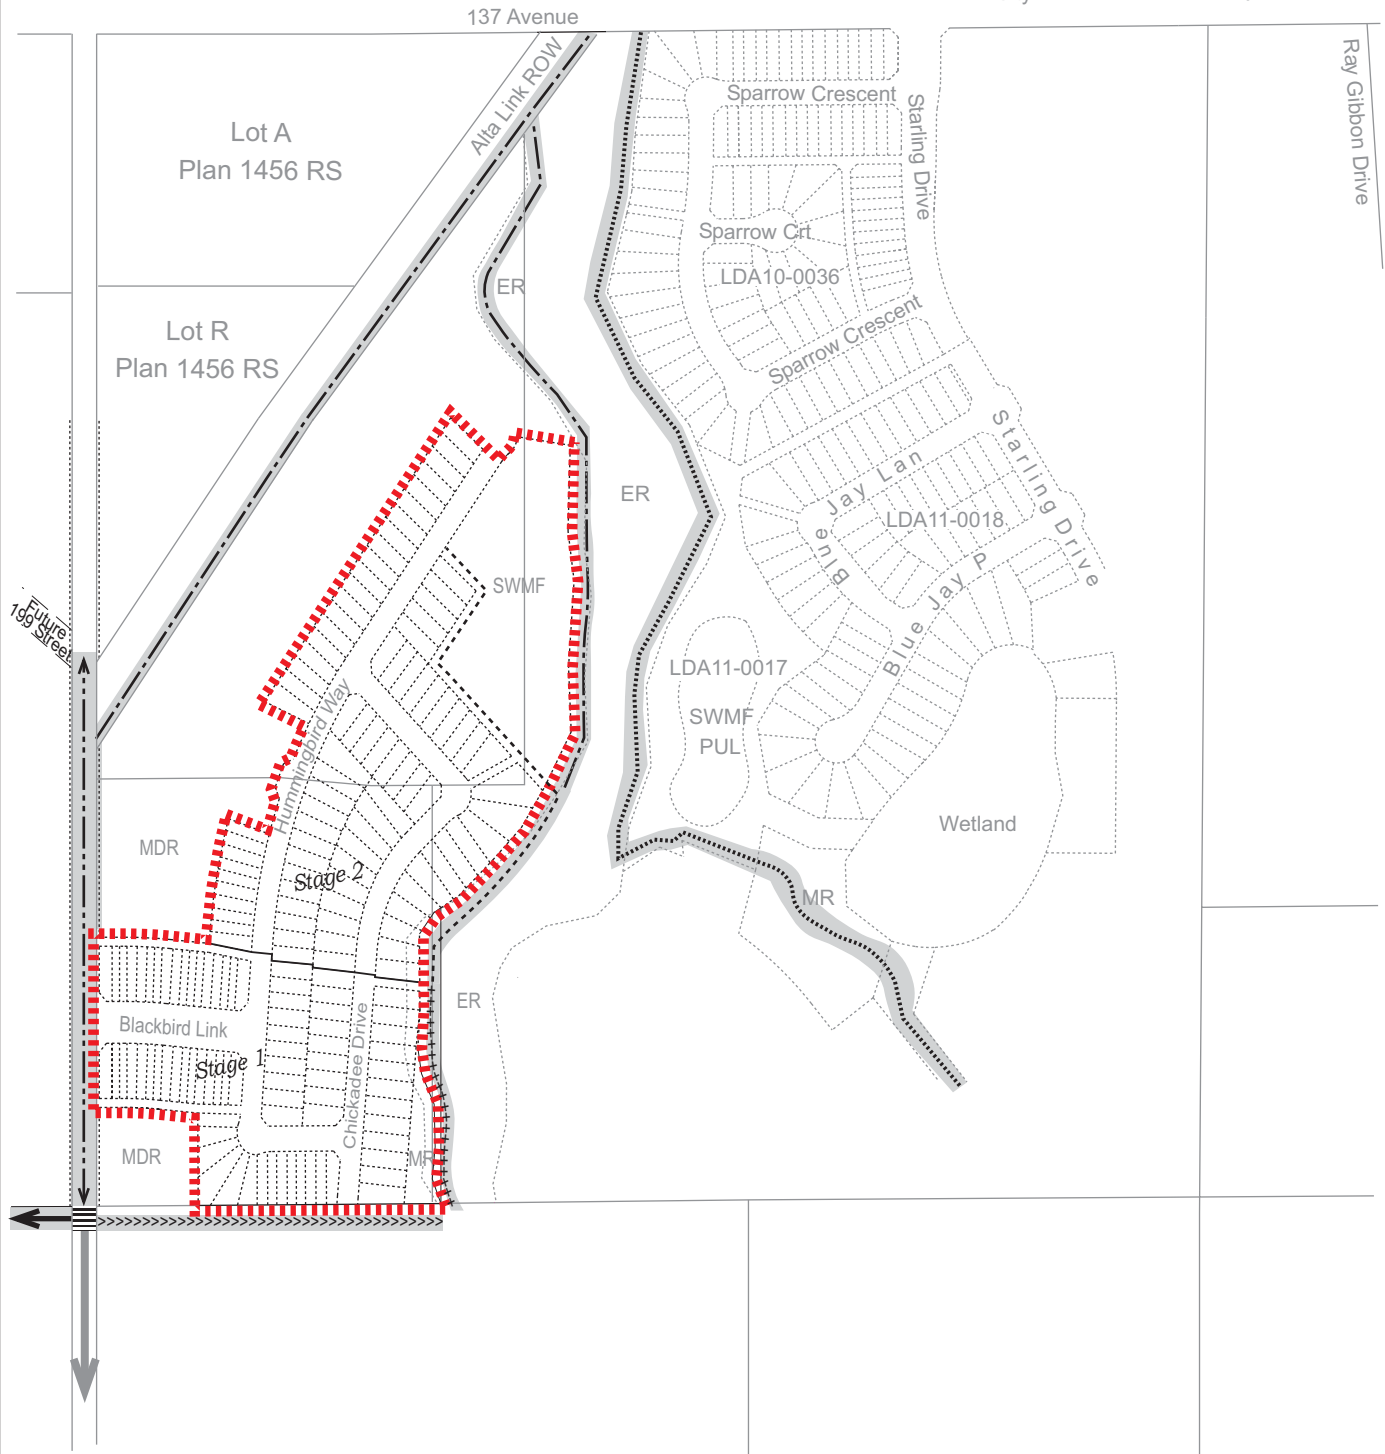 137 Avenue
Alta Link ROW
Ray Gibbon Drive
Lot A
Plan 1456 RS
Sparrow Crescent
Starling Drive
Sparrow Crt
LDA10-0036
ER
Lot R
Plan 1456 RS
Sparrow Crescent
Starling Drive
Blue Jay Lan
ER
LDA11-0018
SWMF
Blue Jay P
Future
199 Street
LDA11-0017
SWMF
PUL
Hummingbird Way
Wetland
MDR
Stage 2
MR
ER
Blackbird Link
Stage 1
Chickadee Drive
MDR
MR